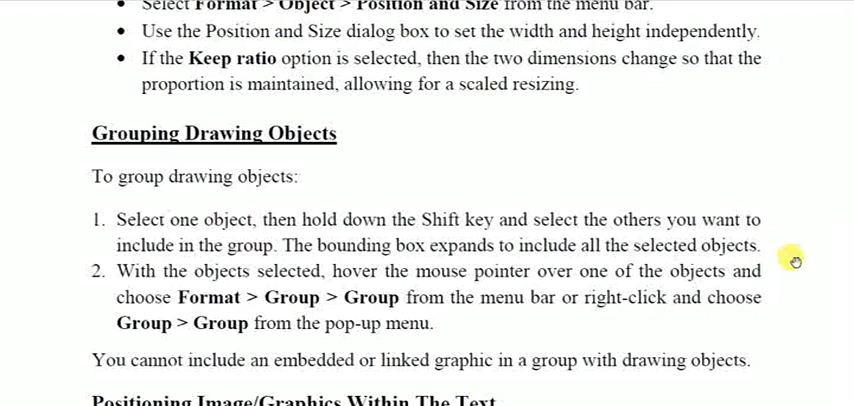 • Select Format > Object > Position and Size from the menu bar.
• Use the Position and Size dialog box to set the width and height independently.
• If the Keep ratio option is selected, then the two dimensions change so that the
proportion is maintained, allowing for a scaled resizing.
Grouping Drawing Objects
To group drawing objects:
1. Select one object, then hold down the Shift key and select the others you want to
include in the group. The bounding box expands to include all the selected objects.
2. With the objects selected, hover the mouse pointer over one of the objects and
choose Format > Group > Group from the menu bar or right-click and choose
Group > Group from the pop-up menu.
You cannot include an embedded or linked graphic in a group with drawing objects.
Positioning Image/Graphics Within The Text